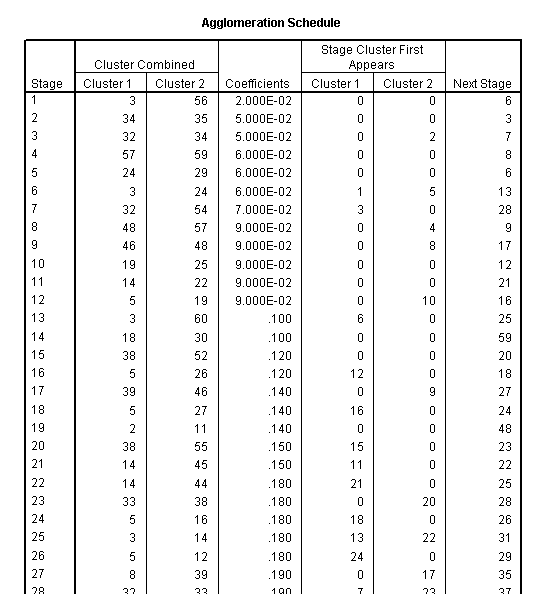 Agglomeration Schedule
Stage Cluster First
Cluster Combined Appears
Stage Cluster 1 Cluster 2 Coefficients Cluster 1 Cluster 2 Next Stage
1 3 56 2.000E-02 0 0 6
2 34 35 5.000E-02 0 0 3
3 32 34 5.000E-02 0 2 7
4 57 59 6.000E-02 0 0 8
5 24 29 6.000E-02 0 0 6
6 3 24 6.000E-02 1 5 13
7 32 54 7.000E-02 3 0 28
8 48 57 9.000E-02 0 4 9
9 46 48 9.000E-02 0 8 17
10 19 25 9.000E-02 0 0 12
11 14 22 9.000E-02 0 0 21
12 5 19 9.000E-02 0 10 16
13 3 60 .100 6 0 25
14 18 30 .100 0 0 59
15 38 52 .120 0 0 20
16 5 26 .120 12 0 18
17 39 46 .140 0 9 27
18 5 27 .140 16 0 24
19 2 11 .140 0 0 48
20 38 55 .150 15 0 23
21 14 45 .150 11 0 22
22 14 44 .180 21 0 25
23 33 38 .180 0 20 28
24 5 16 .180 18 0 26
25 3 14 .180 13 22 31
26 5 12 .180 24 0 29
27 8 39 .190 0 17 35
28 32 33 .190 7 23 37